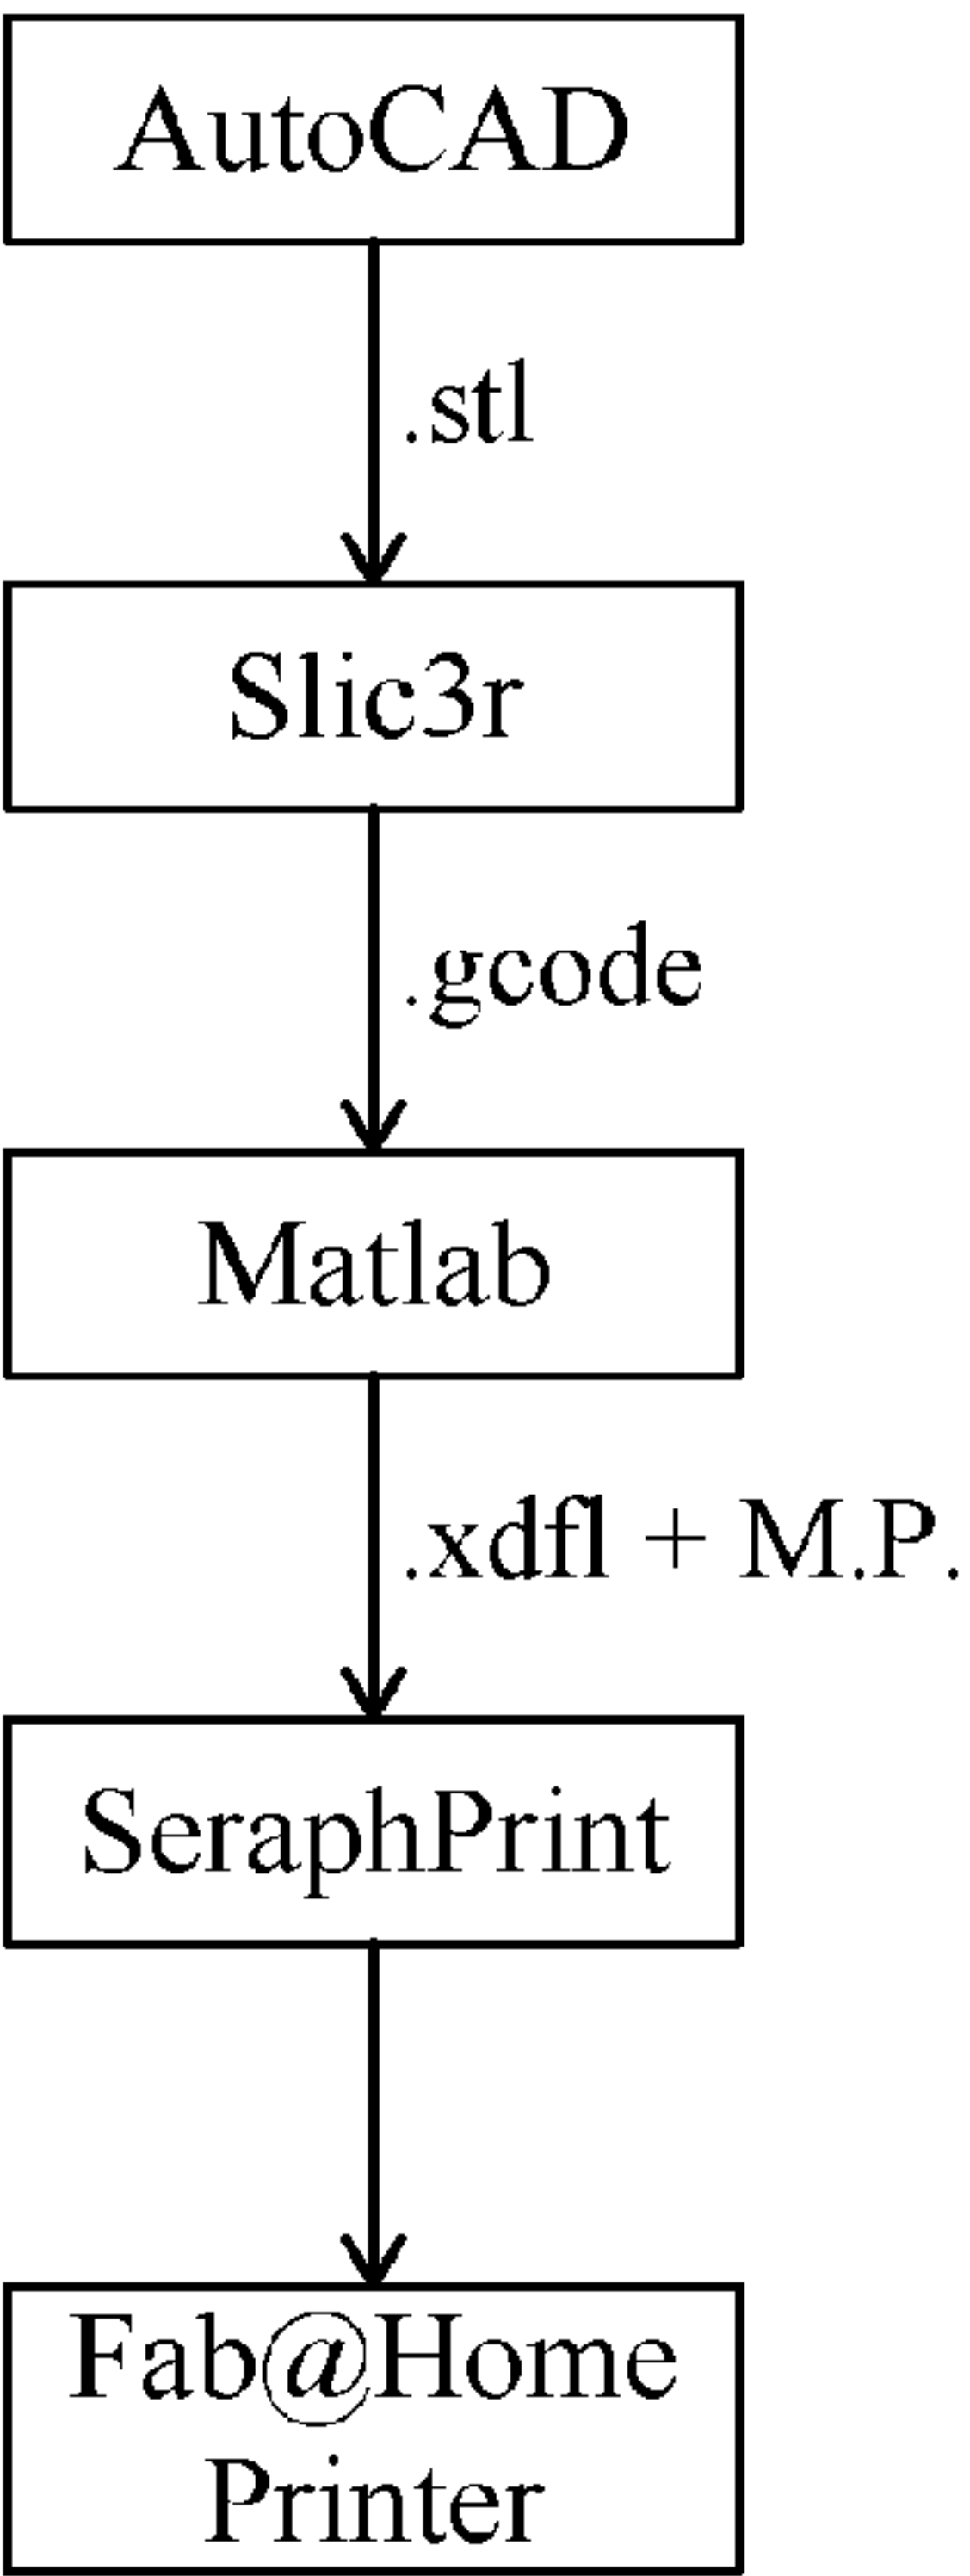 AutoCAD
.stl
Slic3r
.gcode
Matlab
.xdfl + M.P.
SeraphPrint
Fab@Home
Printer